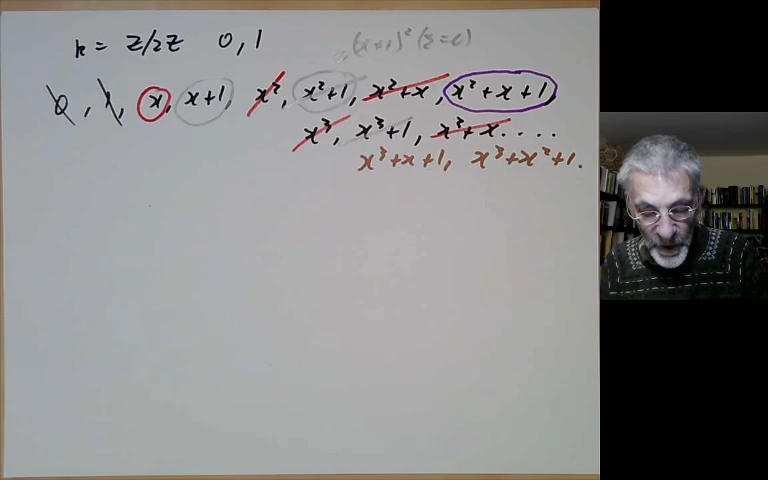 k = Z/2Z 0, 1
(x+1)² (2=0)
0, 1, x, x+1, x², x²+1, x²+x, x²+x+1,
x³, x³+1, x³+x....
x³+x+1, x³+x²+1.